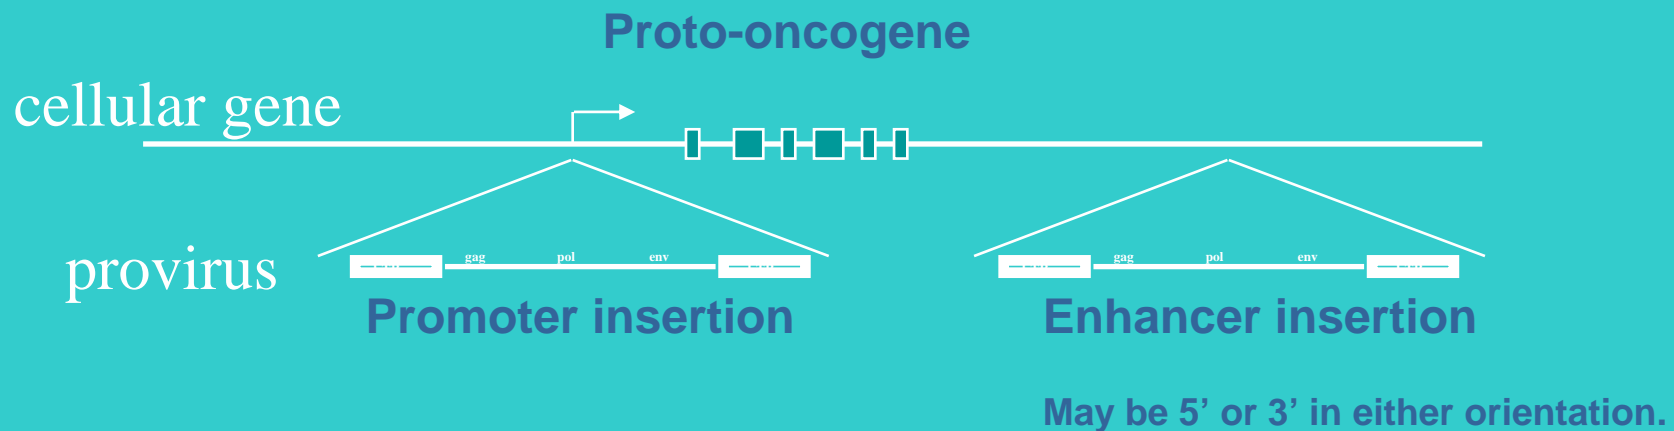 Proto-oncogene
cellular gene
provirus
gag pol env
gag pol env
Promoter insertion
Enhancer insertion
May be 5’ or 3’ in either orientation.